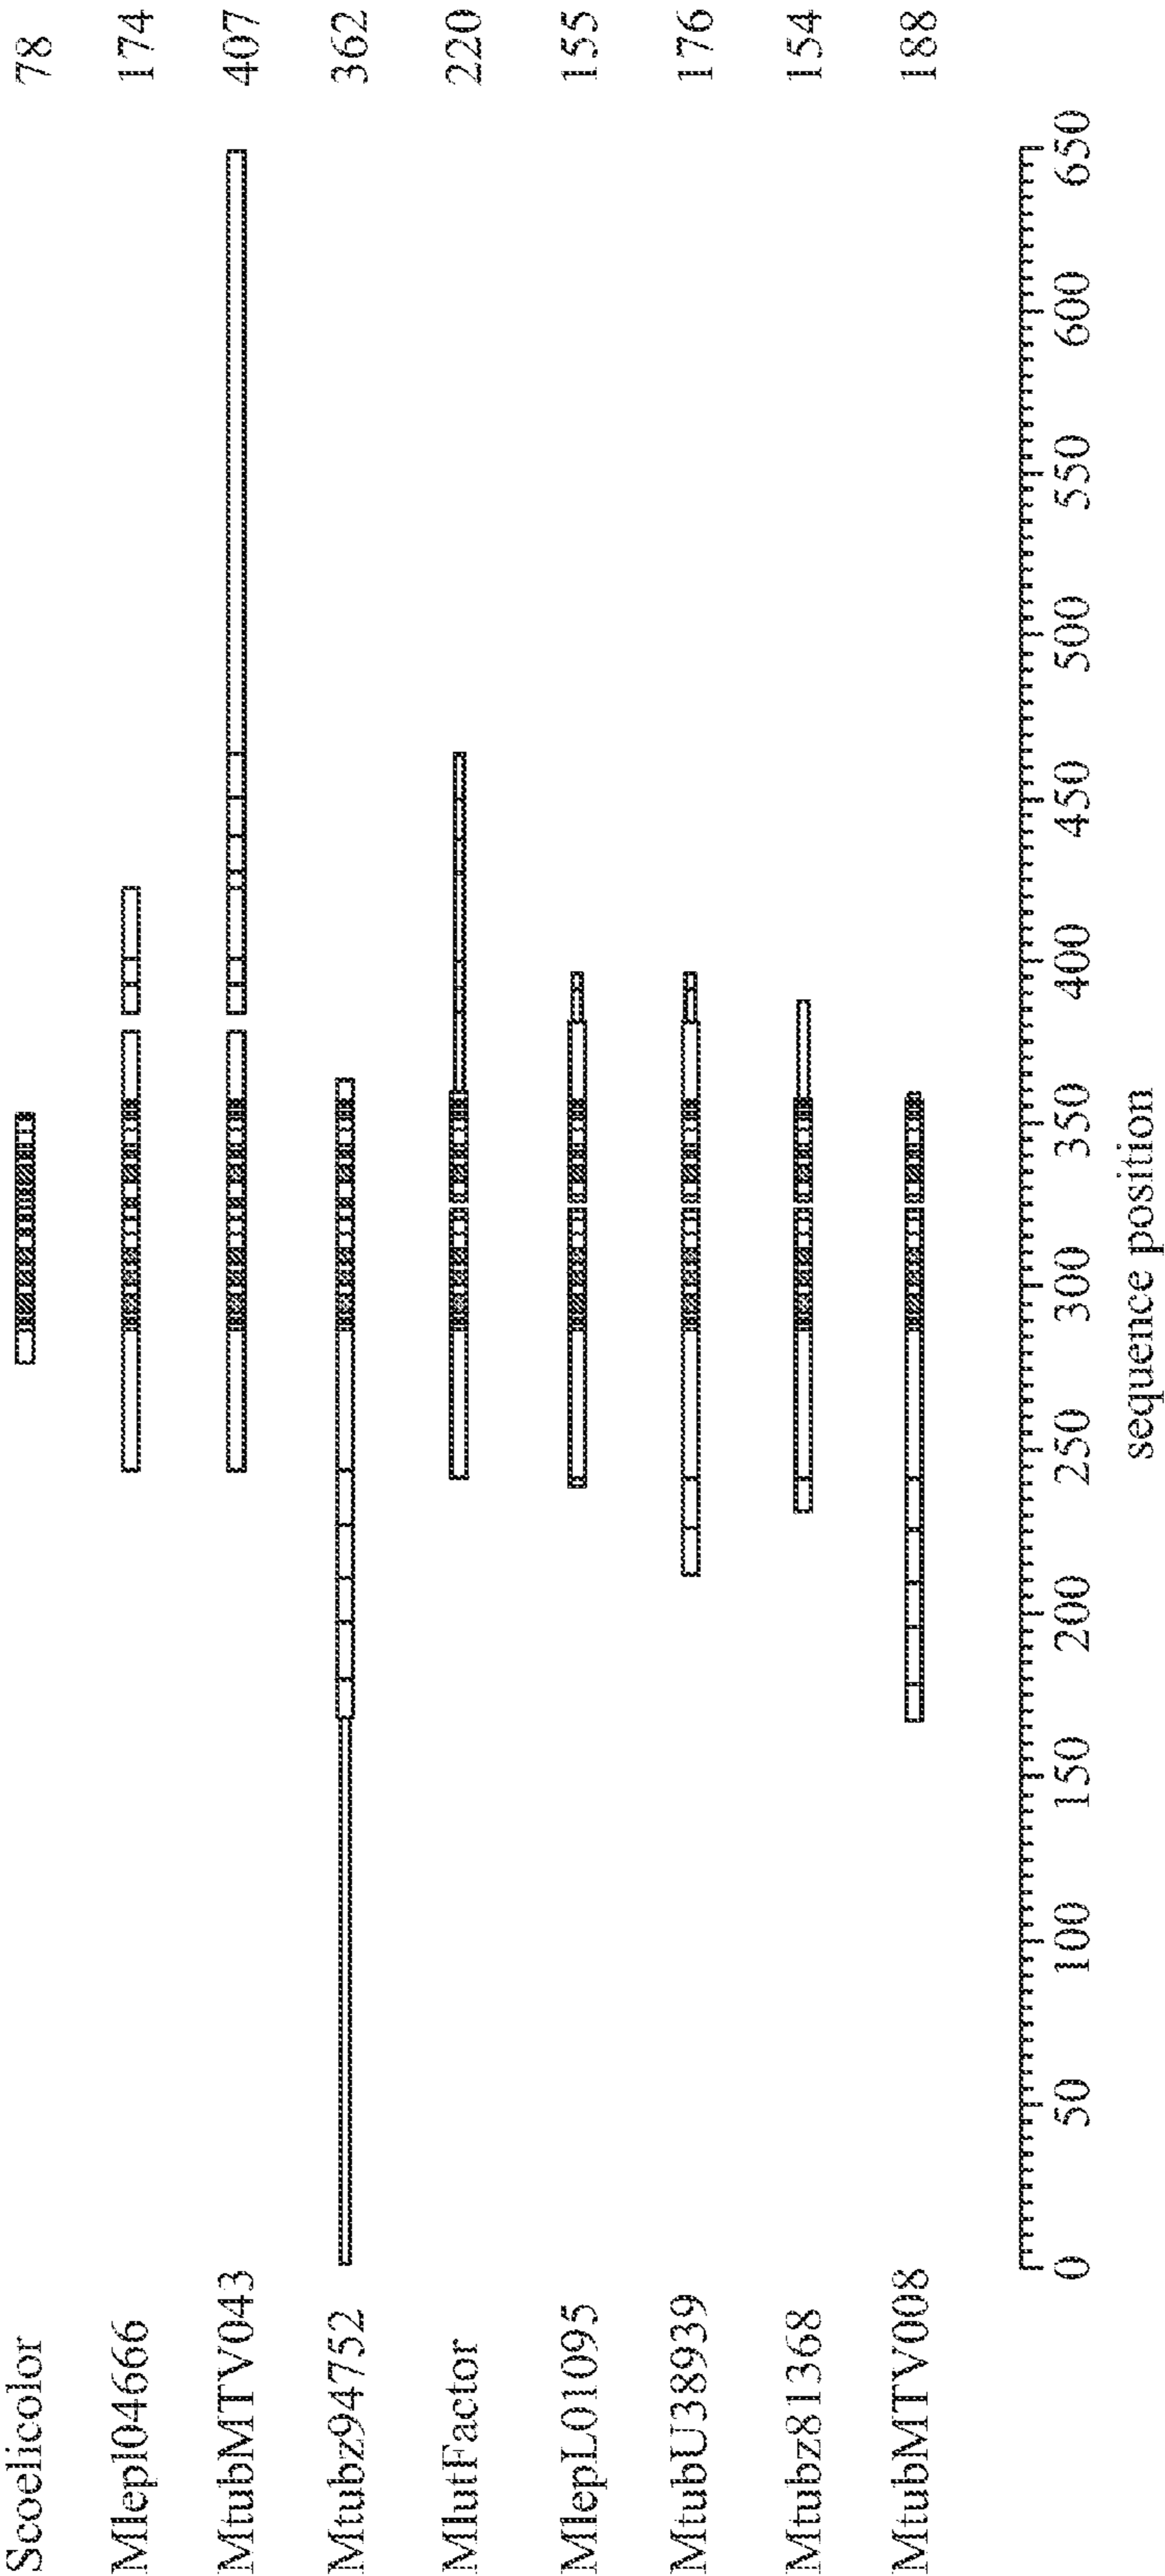 Scoelicolor 78
Mlepl04666 174
MtubMTV043 407
Mtubz94752 362
MlutFactor 220
MlepL01095 155
MtubU38939 176
Mtubz81368 154
MtubMTV008 188
0 50 100 150 200 250 300 350 400 450 500 550 600 650
sequence position